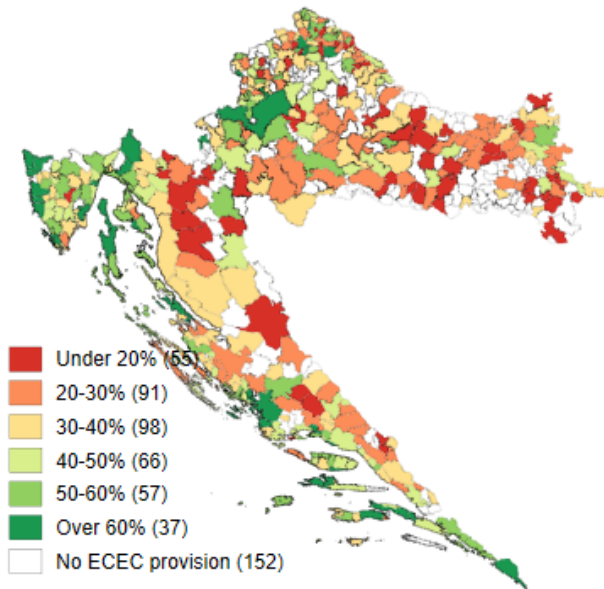 Under 20% (55)
20-30% (91)
30-40% (98)
40-50% (66)
50-60% (57)
Over 60% (37)
No ECEC provision (152)